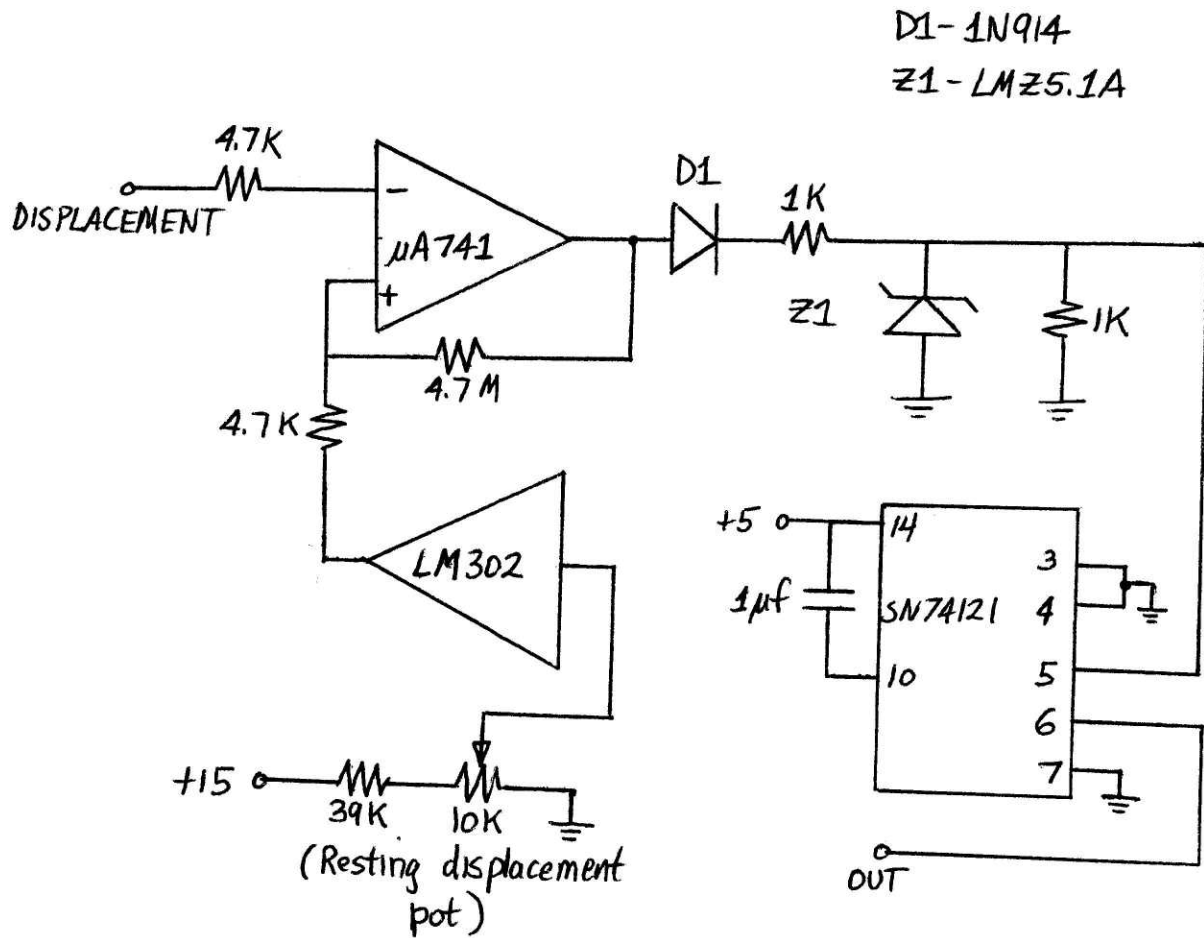 D1-1N914
Z1-LMZ5.1A
4.7K
DISPLACEMENT
−
μA741
+
D1
1K
Z1
1K
4.7M
4.7K
LM302
+5
14
1μf
SN74121
3
4
10
5
6
7
+15
39K
10K
(Resting displacement
pot)
OUT